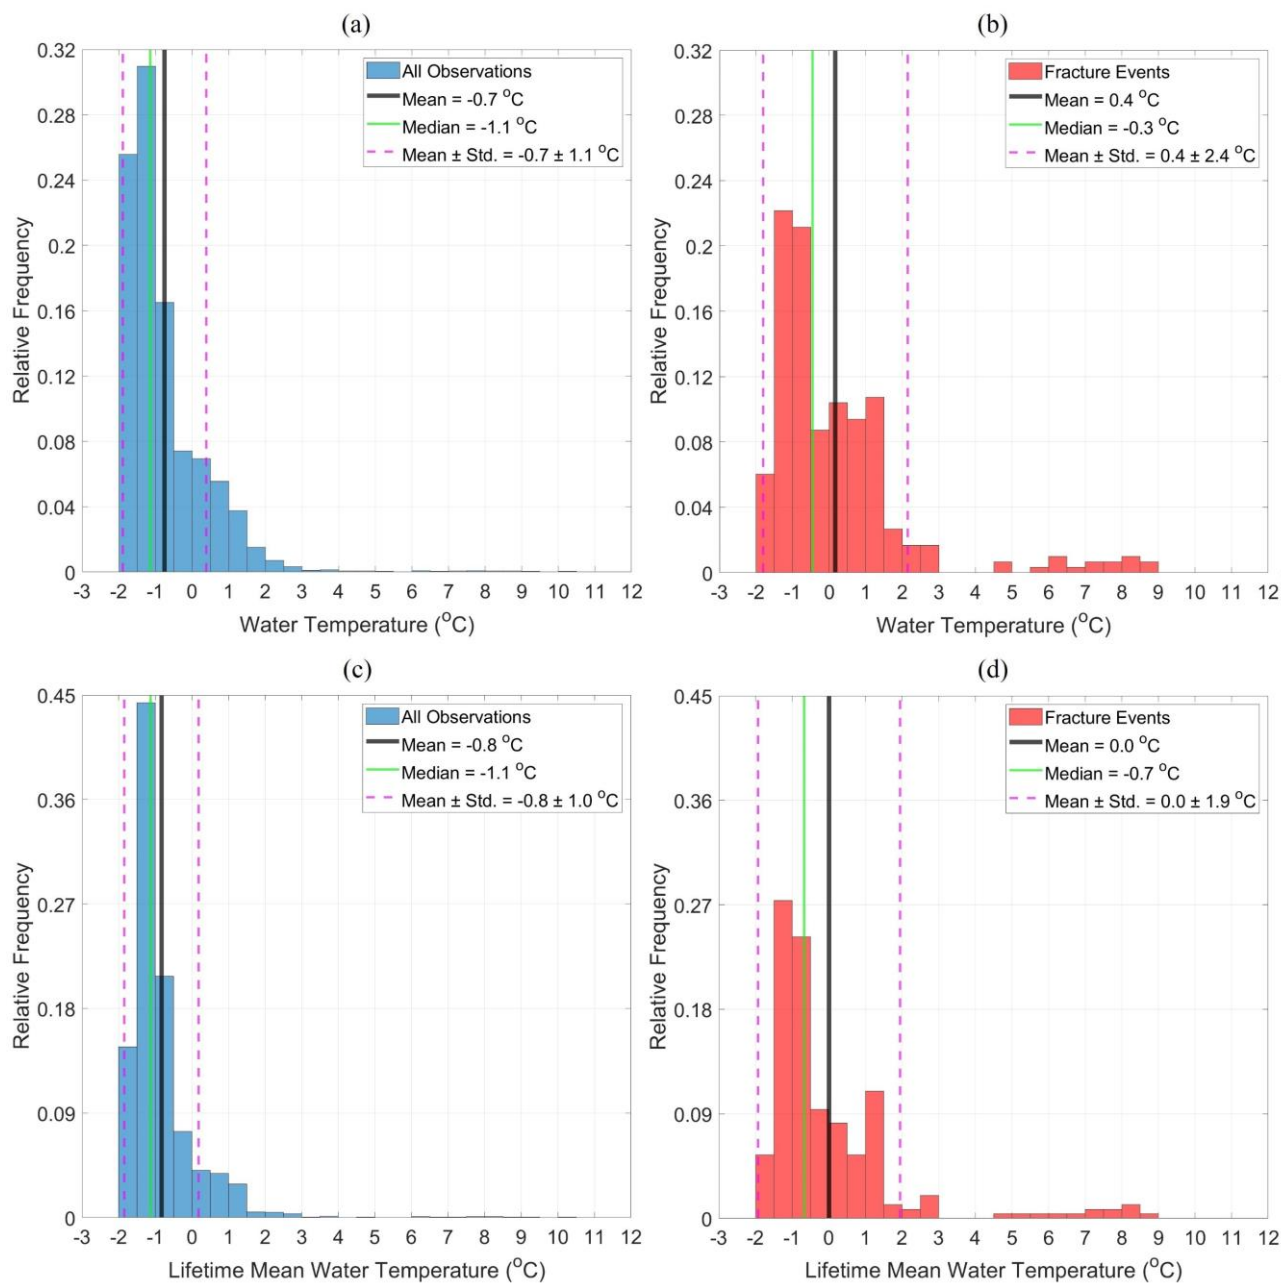 (a)
0.32
0.28
0.24
0.2
0.16
0.12
0.08
0.04
0
Relative Frequency
All Observations
Mean = -0.7 °C
Median = -1.1 °C
Mean ± Std. = -0.7 ± 1.1 °C
-3 -2 -1 0 1 2 3 4 5 6 7 8 9 10 11 12
Water Temperature (°C)
(b)
0.32
0.28
0.24
0.2
0.16
0.12
0.08
0.04
0
Relative Frequency
Fracture Events
Mean = 0.4 °C
Median = -0.3 °C
Mean ± Std. = 0.4 ± 2.4 °C
-3 -2 -1 0 1 2 3 4 5 6 7 8 9 10 11 12
Water Temperature (°C)
(c)
0.45
0.36
0.27
0.18
0.09
0
Relative Frequency
All Observations
Mean = -0.8 °C
Median = -1.1 °C
Mean ± Std. = -0.8 ± 1.0 °C
-3 -2 -1 0 1 2 3 4 5 6 7 8 9 10 11 12
Lifetime Mean Water Temperature (°C)
(d)
0.45
0.36
0.27
0.18
0.09
0
Relative Frequency
Fracture Events
Mean = 0.0 °C
Median = -0.7 °C
Mean ± Std. = 0.0 ± 1.9 °C
-3 -2 -1 0 1 2 3 4 5 6 7 8 9 10 11 12
Lifetime Mean Water Temperature (°C)